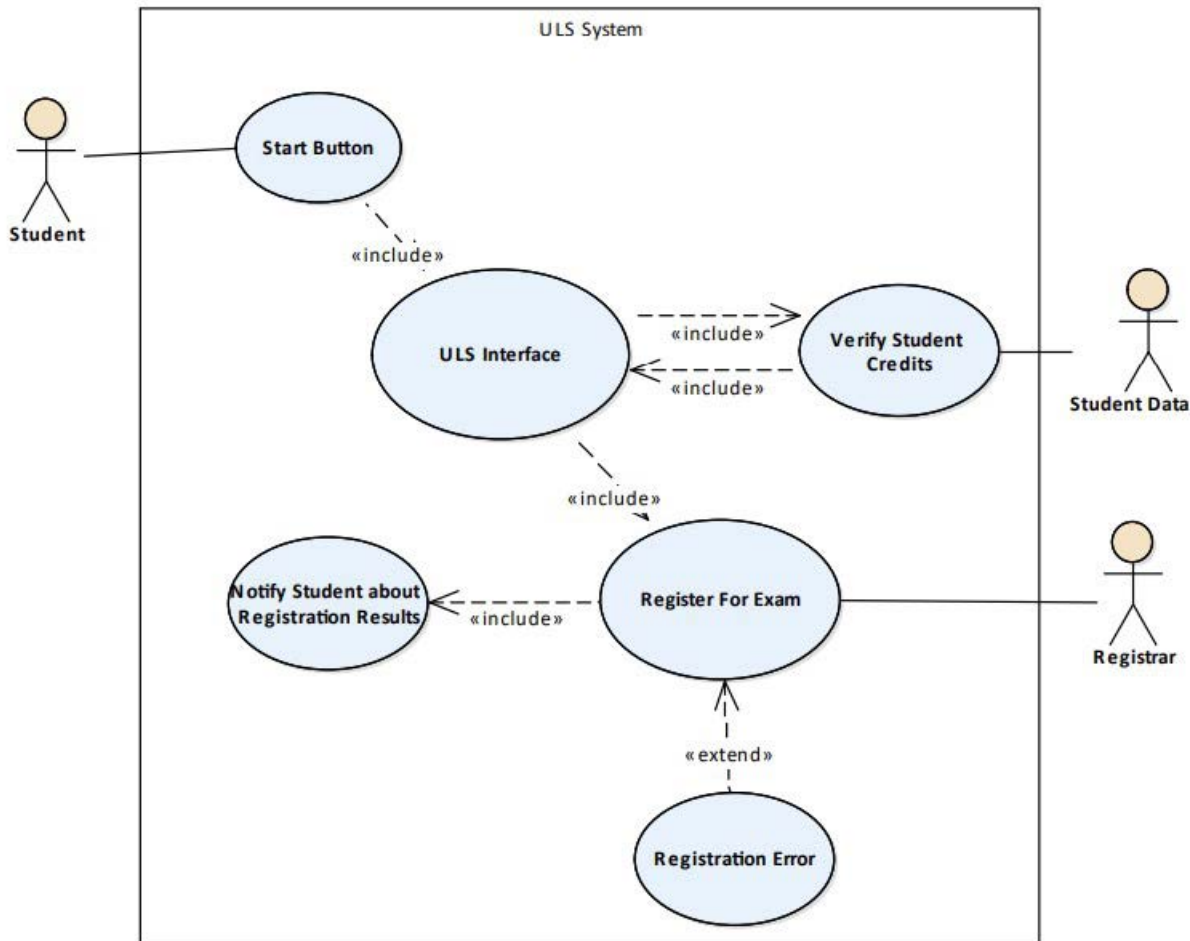 ULS System
Start Button
Student
«include»
ULS Interface
«include»
«include»
Verify Student
Credits
Student Data
«include»
Notify Student about
Registration Results
«include»
Register For Exam
Registrar
«extend»
Registration Error